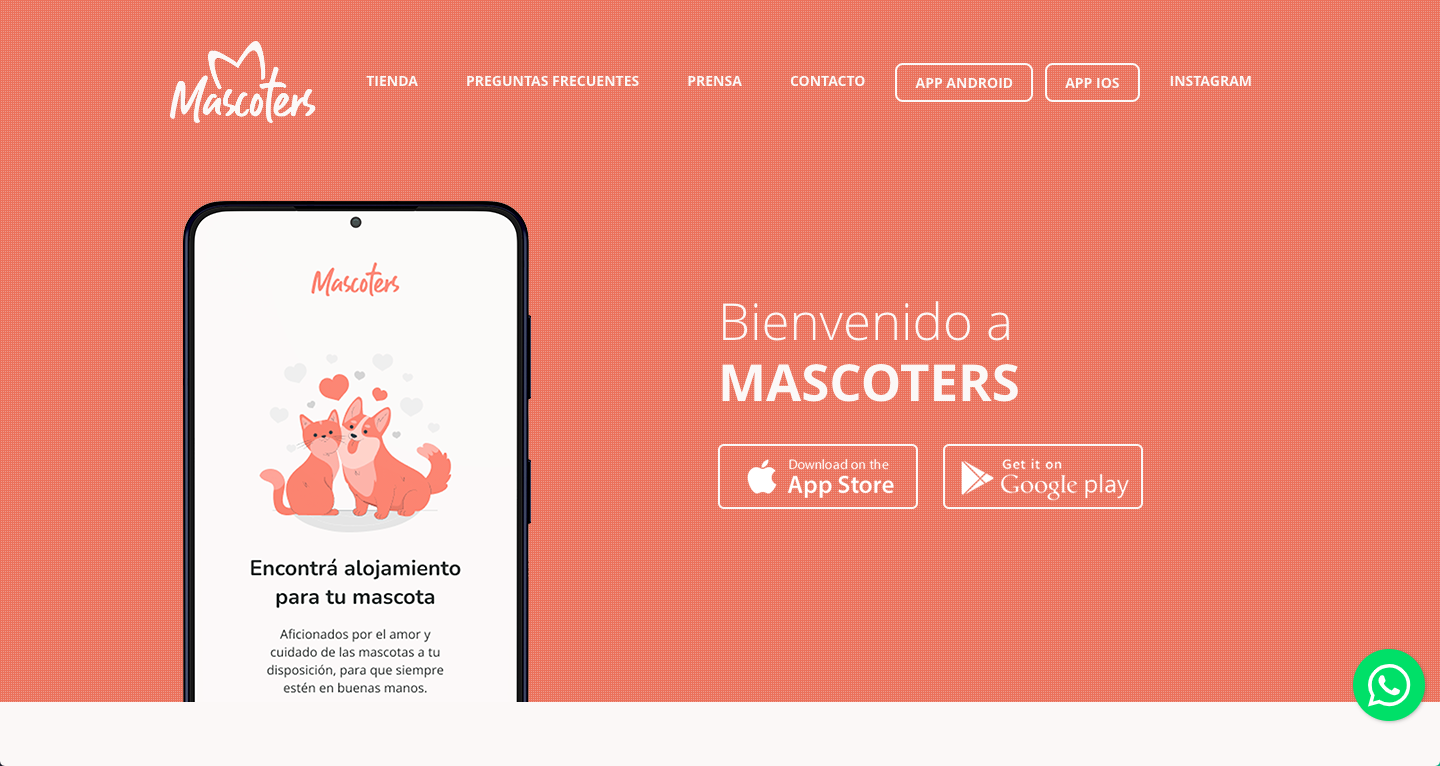 Mascoters
TIENDA
PREGUNTAS FRECUENTES
PRENSA
CONTACTO
APP ANDROID
APP IOS
INSTAGRAM
Mascoters
Encontrá alojamiento
para tu mascota
Aficionados por el amor y
cuidado de las mascotas a tu
disposición, para que siempre
estén en buenas manos.
Bienvenido a
MASCOTERS
Download on the
App Store
Get it on
Google play